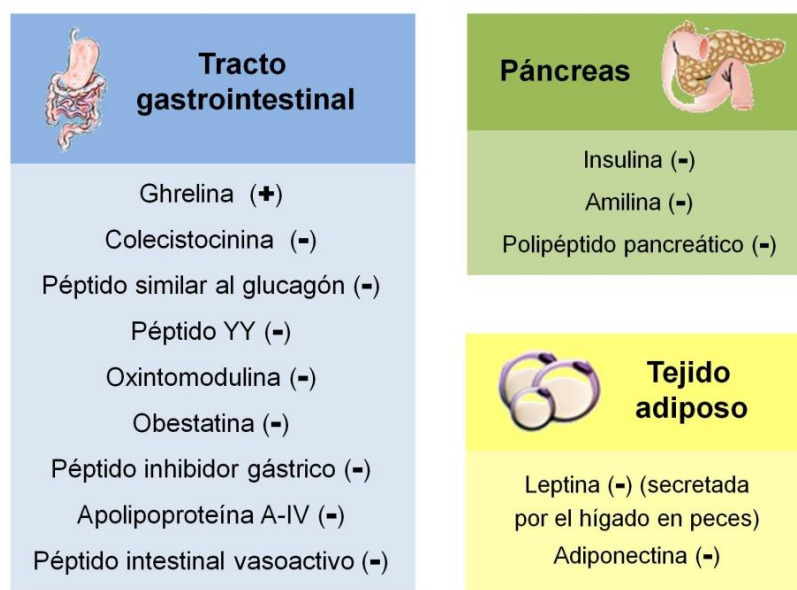 Tracto
gastrointestinal
Ghrelina (+)
Colecistocinina (-)
Péptido similar al glucagón (-)
Péptido YY (-)
Oxintomodulina (-)
Obestatina (-)
Péptido inhibidor gástrico (-)
Apolipoproteína A-IV (-)
Péptido intestinal vasoactivo (-)
Páncreas
Insulina (-)
Amilina (-)
Polipéptido pancreático (-)
Tejido
adiposo
Leptina (-) (secretada
por el hígado en peces)
Adiponectina (-)